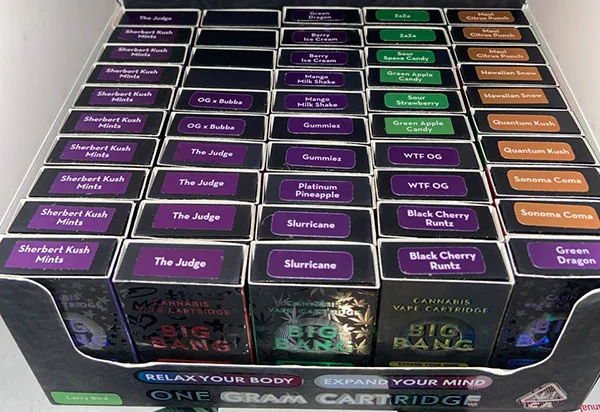 The Judge
Sherbert Kush
Mints
Sherbert Kush
Mints
Sherbert Kush
Mints
Sherbert Kush
Mints
Sherbert Kush
Mints
Sherbert Kush
Mints
Sherbert Kush
Mints
Sherbert Kush
Mints
Sherbert Kush
Mints
OG x Bubba
OG x Bubba
The Judge
The Judge
The Judge
The Judge
Green
Dragon
Berry
Ice Cream
Berry
Ice Cream
Mango
Milk Shake
Mango
Milk Shake
Gummiez
Gummiez
Platinum
Pineapple
Slurricane
Slurricane
ZaZa
ZaZa
Sour
Space Candy
Green Apple
Candy
Sour
Strawberry
Green Apple
Candy
WTF OG
WTF OG
Black Cherry
Runtz
Black Cherry
Runtz
Maui
Citrus Punch
Maui
Citrus Punch
Maui
Citrus Punch
Hawaiian Snow
Hawaiian Snow
Quantum Kush
Quantum Kush
Sonoma Coma
Sonoma Coma
Green
Dragon
CANNABIS
VAPE CARTRIDGE
BIG
BANG
CANNABIS
VAPE CARTRIDGE
BIG
BANG
CANNABIS
VAPE CARTRIDGE
BIG
BANG
EXPAND YOUR MIND
RELAX YOUR BODY
EXPAND YOUR MIND
Larry Bird
ONE GRAM CARTRIDGE